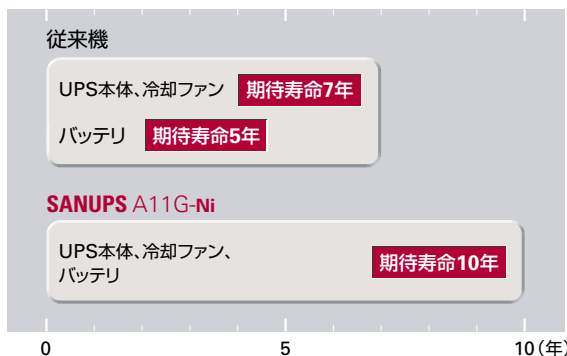 従来機
UPS本体、冷却ファン 期待寿命7年
バッテリ 期待寿命5年
SANUPS A11G-Ni
UPS本体、冷却ファン、
バッテリ
期待寿命10年
0 5 10(年)